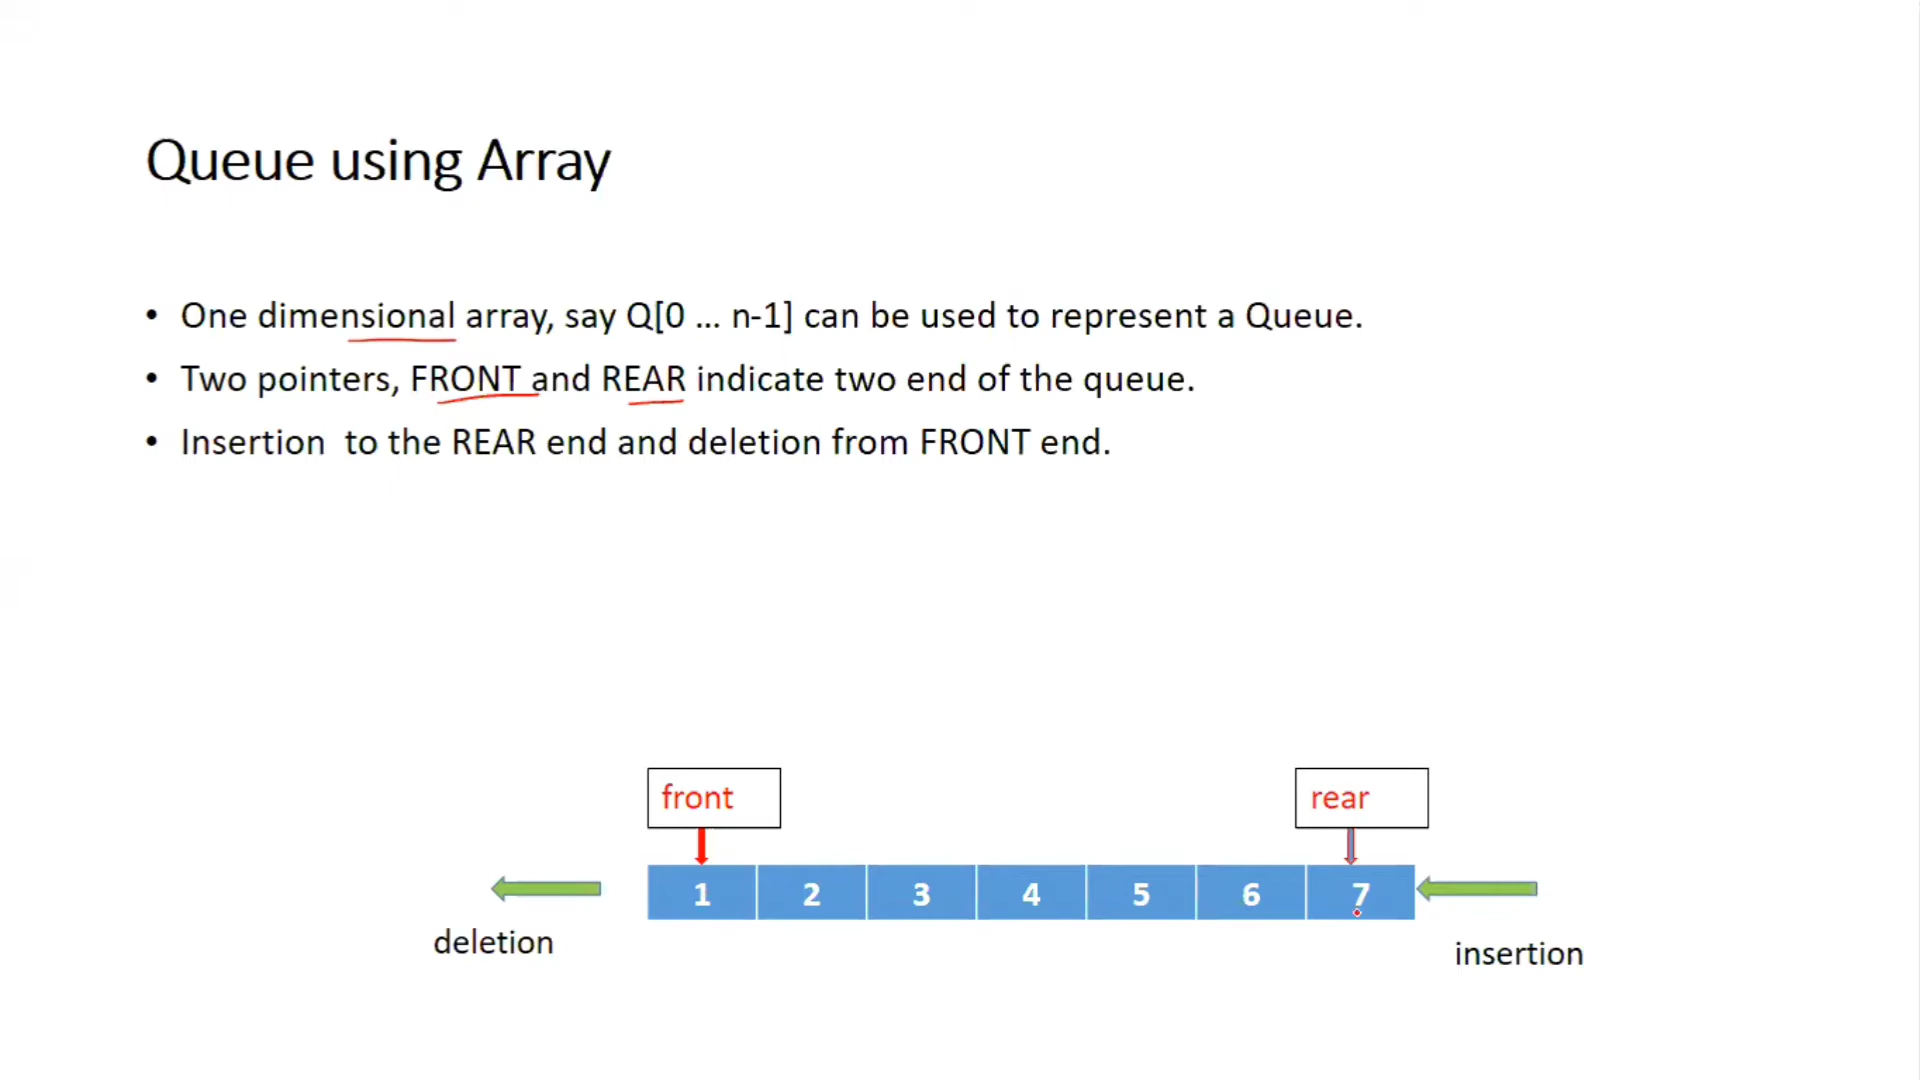 Queue using Array
• One dimensional array, say Q[0 ... n-1] can be used to represent a Queue.
• Two pointers, FRONT and REAR indicate two end of the queue.
• Insertion  to the REAR end and deletion from FRONT end.
front
rear
1 2 3 4 5 6 7
deletion
insertion